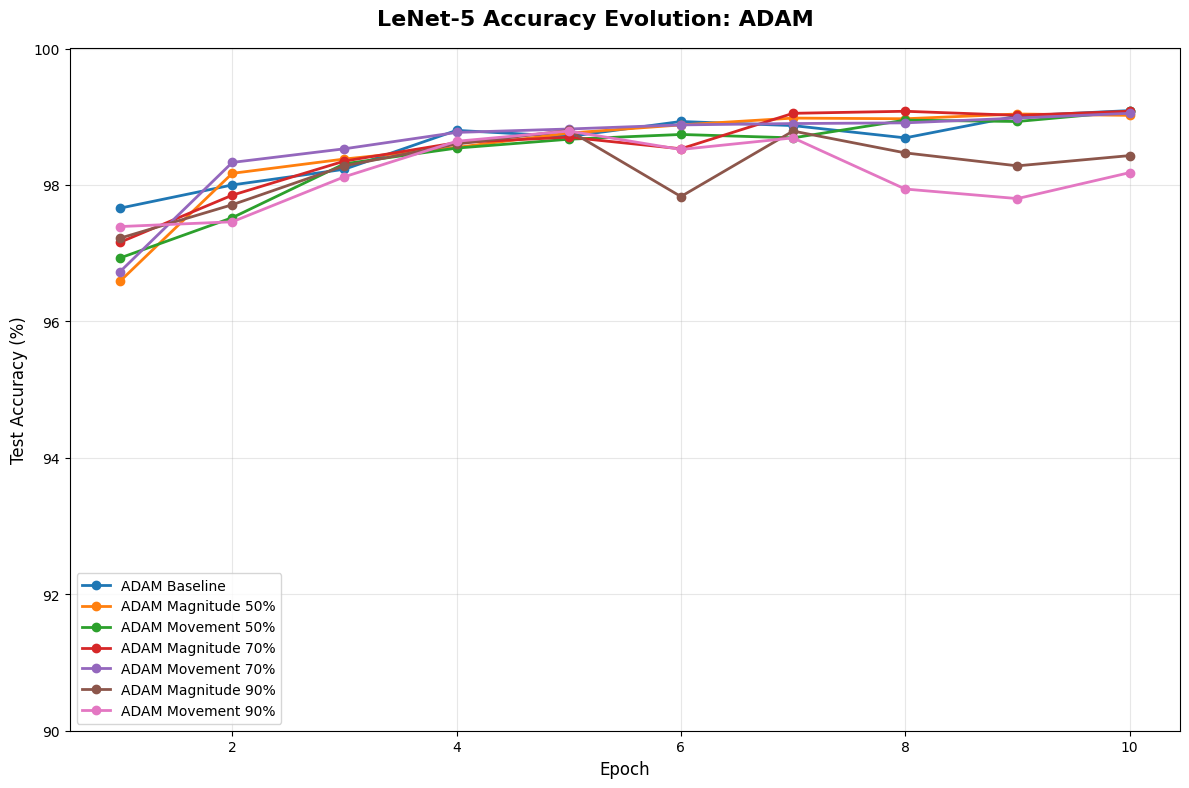 LeNet-5 Accuracy Evolution: ADAM
100
98
96
94
92
90
Test Accuracy (%)
ADAM Baseline
ADAM Magnitude 50%
ADAM Movement 50%
ADAM Magnitude 70%
ADAM Movement 70%
ADAM Magnitude 90%
ADAM Movement 90%
2
4
6
8
10
Epoch